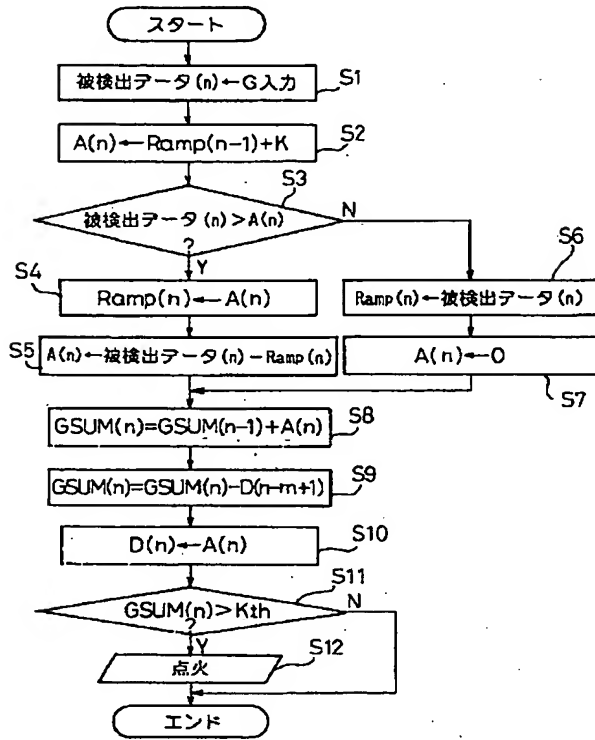 スタート
被検出データ(n)←G入力
S1
A(n)←Ramp(n-1)+K
S2
S3
被検出データ(n)>A(n)
?
N
Y
S4
Ramp(n)←A(n)
S6
Ramp(n)←被検出データ(n)
S5
A(n)←被検出データ(n)-Ramp(n)
A(n)←0
S7
GSUM(n)=GSUM(n-1)+A(n)
S8
GSUM(n)=GSUM(n)-D(n-m+1)
S9
D(n)←A(n)
S10
S11
GSUM(n)>Kth
?
N
Y
点火
S12
エンド